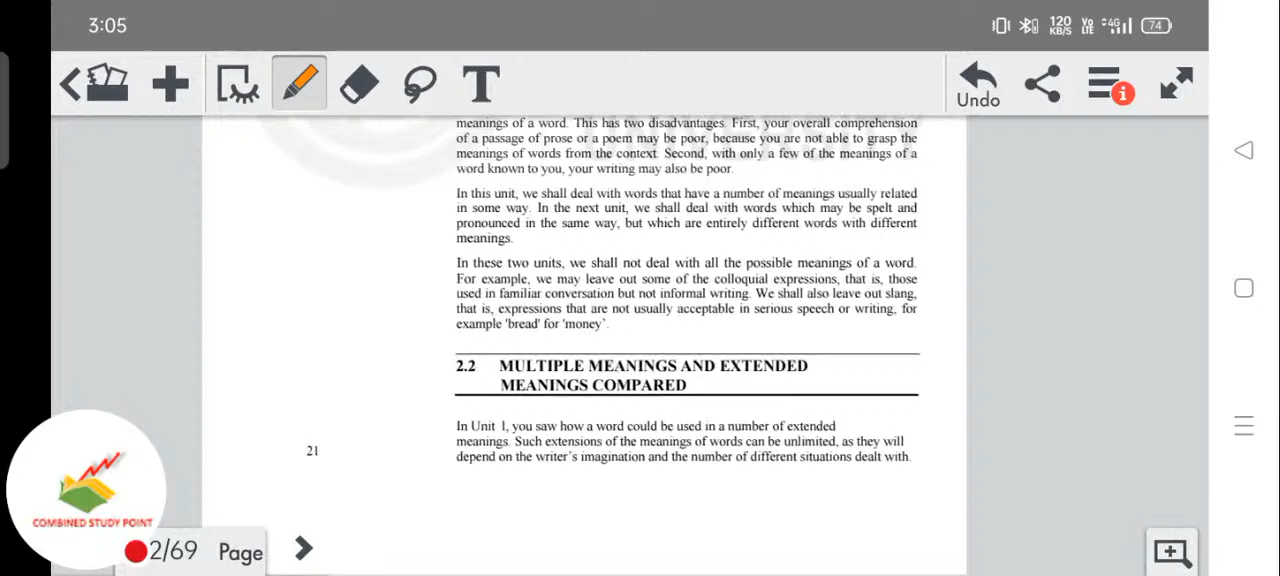 3:05
120
KB/S
Vo
LTE
4G
74
T
Undo
i
UNIVERSITY
meanings of a word. This has two disadvantages. First, your overall comprehension
of a passage of prose or a poem may be poor, because you are not able to grasp the
meanings of words from the context. Second, with only a few of the meanings of a
word known to you, your writing may also be poor.
In this unit, we shall deal with words that have a number of meanings usually related
in some way. In the next unit, we shall deal with words which may be spelt and
pronounced in the same way, but which are entirely different words with different
meanings.
In these two units, we shall not deal with all the possible meanings of a word.
For example, we may leave out some of the colloquial expressions, that is, those
used in familiar conversation but not informal writing. We shall also leave out slang,
that is, expressions that are not usually acceptable in serious speech or writing, for
example 'bread' for 'money'.
2.2 MULTIPLE MEANINGS AND EXTENDED
MEANINGS COMPARED
In Unit 1, you saw how a word could be used in a number of extended
meanings. Such extensions of the meanings of words can be unlimited, as they will
depend on the writer's imagination and the number of different situations dealt with.
21
COMBINED STUDY POINT
2/69 Page